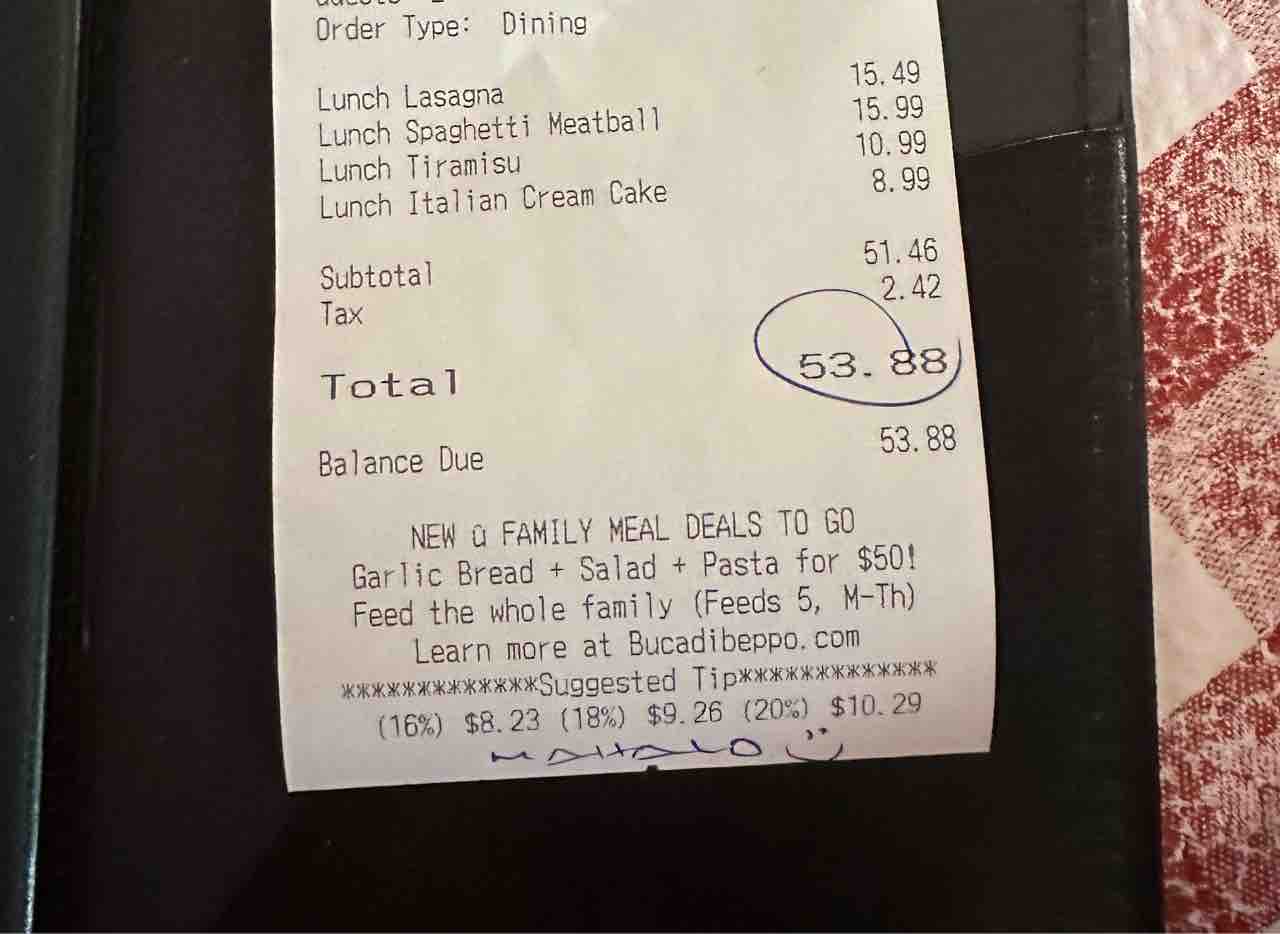 Order Type: Dining
Lunch Lasagna 15.49
Lunch Spaghetti Meatball 15.99
Lunch Tiramisu 10.99
Lunch Italian Cream Cake 8.99
Subtotal 51.46
Tax 2.42
Total 53.88
Balance Due 53.88
NEW @ FAMILY MEAL DEALS TO GO
Garlic Bread + Salad + Pasta for $50!
Feed the whole family (Feeds 5, M-Th)
Learn more at Bucadibeppo.com
*************Suggested Tip*************
(16%) $8.23 (18%) $9.26 (20%) $10.29
MAHALO